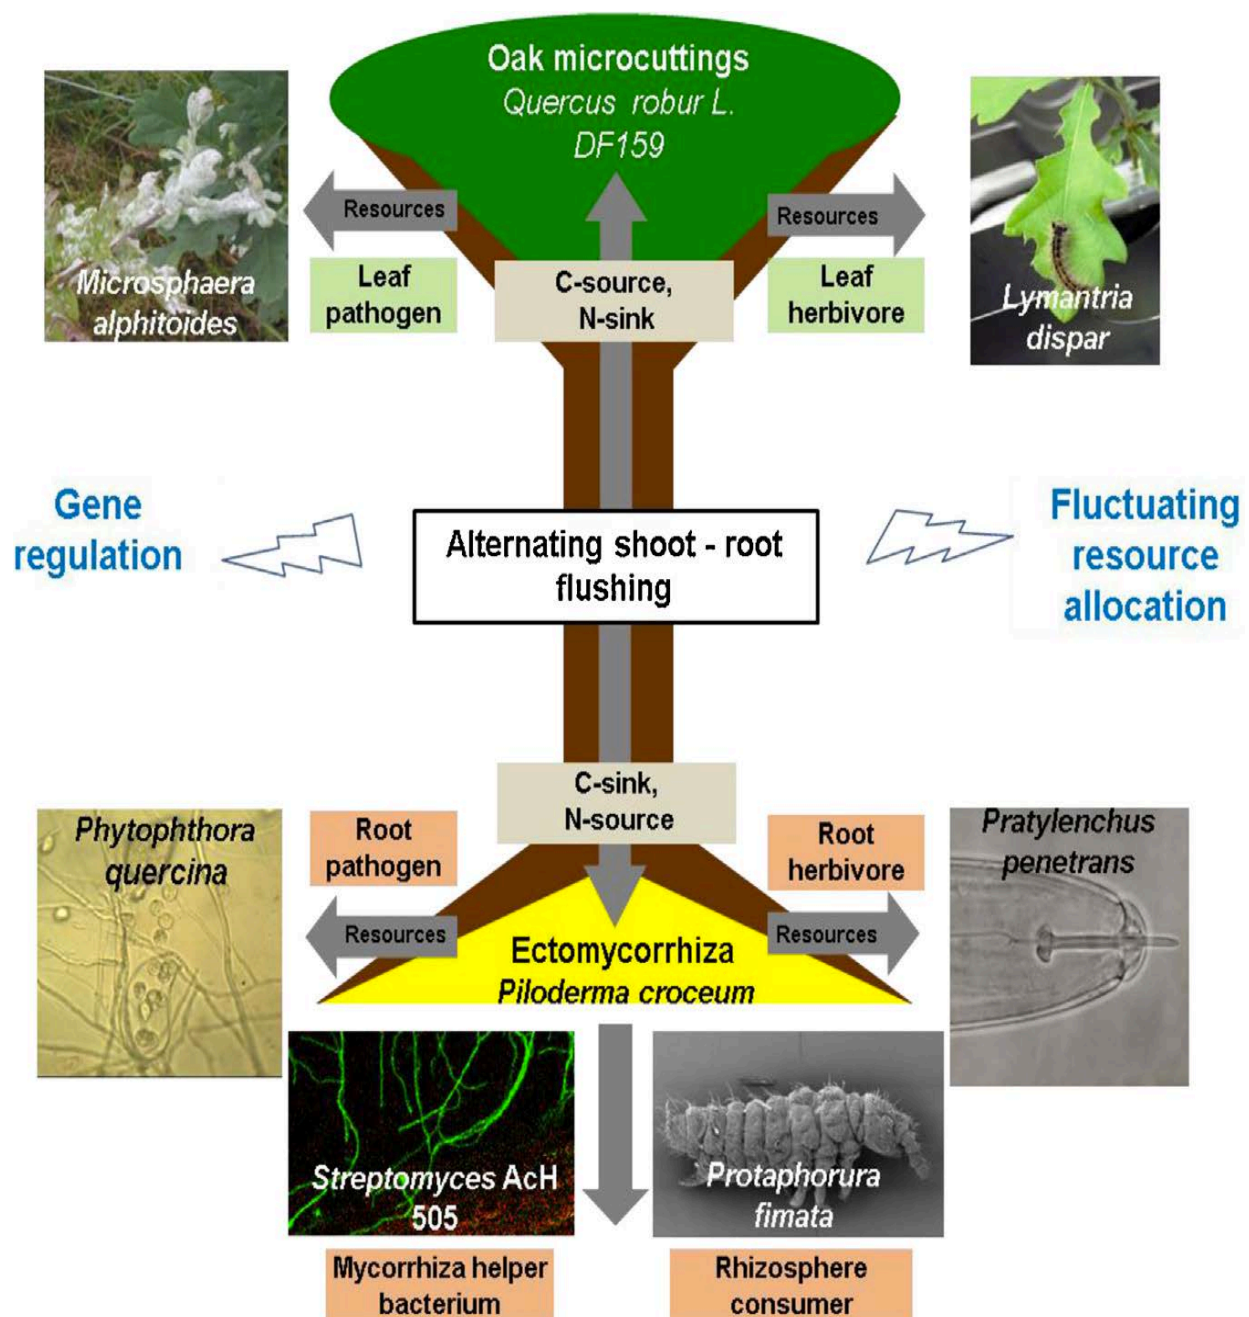 Oak microcuttings
Quercus robur L.
DF159
Microsphaera
alphitoides
Resources
Leaf
pathogen
C-source,
N-sink
Resources
Leaf
herbivore
Lymantria
dispar
Gene
regulation
Alternating shoot - root
flushing
Fluctuating
resource
allocation
C-sink,
N-source
Phytophthora
quercina
Root
pathogen
Resources
Root
herbivore
Resources
Pratylenchus
penetrans
Ectomycorrhiza
Piloderma croceum
Streptomyces AcH
505
Mycorrhiza helper
bacterium
Protaphorura
fimata
Rhizosphere
consumer